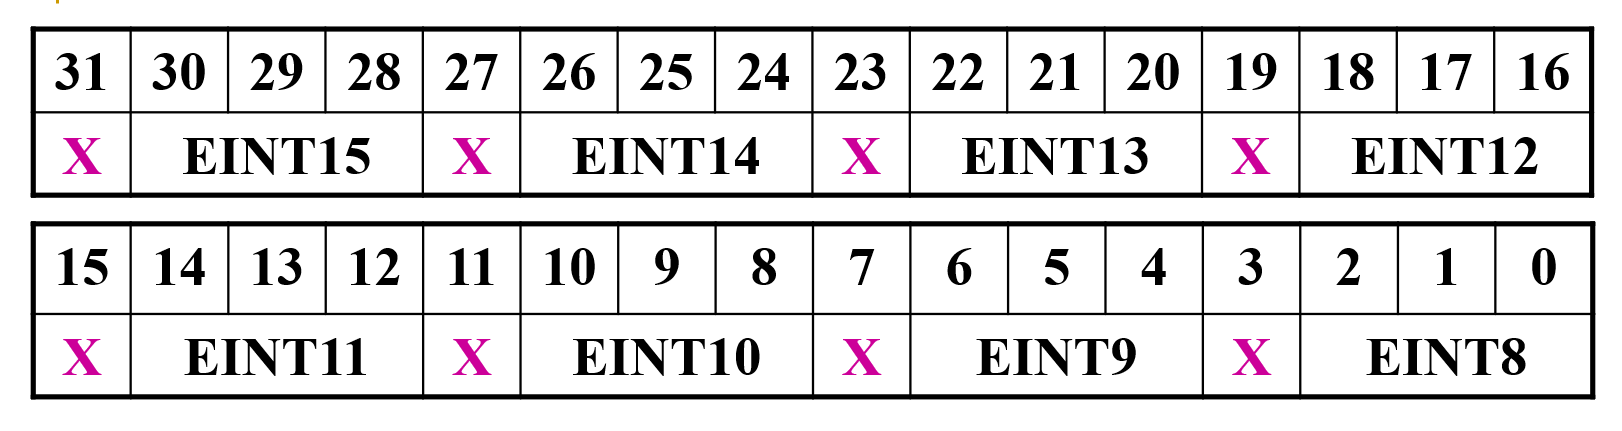 31 30 29 28 27 26 25 24 23 22 21 20 19 18 17 16
X EINT15 X EINT14 X EINT13 X EINT12
15 14 13 12 11 10 9 8 7 6 5 4 3 2 1 0
X EINT11 X EINT10 X EINT9 X EINT8